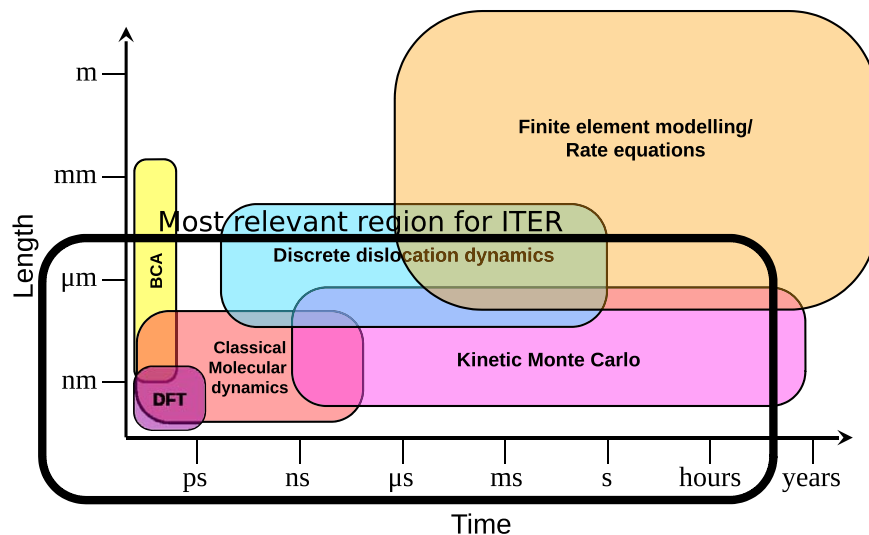 m
Finite element modelling/
Rate equations
mm
Most relevant region for ITER
Length
BCA
Discrete dislocation dynamics
μm
Classical
Molecular
dynamics
Kinetic Monte Carlo
nm
DFT
ps
ns
μs
ms
s
hours
years
Time